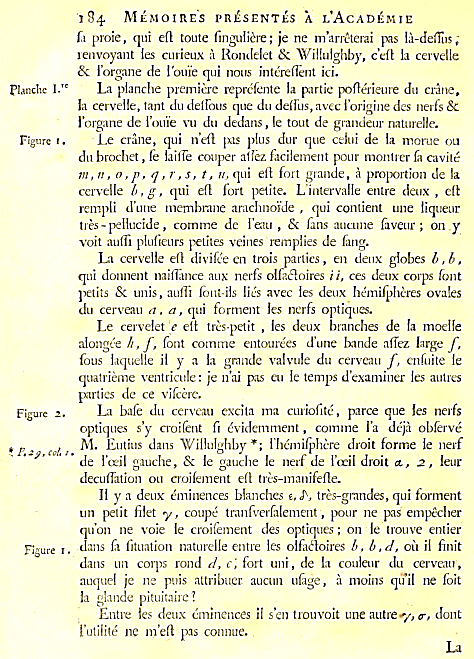 184 MÉMOIRES PRÉSENTÉS À L'ACADÉMIE
ſa proie, qui eſt toute ſingulière; je ne m'arrêterai pas là-deſſus,
renvoyant les curieux à Rondelet & Willulghby, c'eſt la cervelle
& l'organe de l'ouïe qui nous intéreſſent ici.
Planche I.re La planche première repréſente la partie poſtérieure du crâne,
la cervelle, tant du deſſous que du deſſus, avec l'origine des nerfs &
l'organe de l'ouïe vu du dedans, le tout de grandeur naturelle.
Figure 1. Le crâne, qui n'eſt pas plus dur que celui de la morue ou
du brochet, ſe laiſſe couper aſſez facilement pour montrer ſa cavité
m, n, o, p, q, r, s, t, u, qui eſt fort grande, à proportion de la
cervelle b, g, qui eſt fort petite. L'intervalle entre deux, eſt
rempli d'une membrane arachnoïde, qui contient une liqueur
très-pellucide, comme de l'eau, & ſans aucune ſaveur; on y
voit auſſi pluſieurs petites veines remplies de ſang.
La cervelle eſt diviſée en trois parties, en deux globes b, b,
qui donnent naiſſance aux nerfs olfactoires i i, ces deux corps ſont
petits & unis, auſſi ſont-ils liés avec les deux hémiſphères ovales
du cerveau a, a, qui forment les nerfs optiques.
Le cervelet e eſt très-petit, les deux branches de la moelle
alongée h, f, ſont comme entourées d'une bande aſſez large f,
ſous laquelle il y a la grande valvule du cerveau f, enſuite le
quatrième ventricule: je n'ai pas eu le temps d'examiner les autres
parties de ce viſcère.
Figure 2. La baſe du cerveau excita ma curioſité, parce que les nerfs
optiques s'y croiſent ſi évidemment, comme l'a déjà obſervé
* P. 29, col. 1. M. Eutius dans Willulghby *; l'hémiſphère droit forme le nerf
de l'œil gauche, & le gauche le nerf de l'œil droit α, 2, leur
decuſſation ou croiſement eſt très-manifeſte.
Il y a deux éminences blanches ε, δ, très-grandes, qui forment
un petit filet γ, coupé tranſverſalement, pour ne pas empêcher
qu'on ne voie le croiſement des optiques; on le trouve entier
Figure 1. dans ſa ſituation naturelle entre les olfactoires b, b, d, où il finit
dans un corps rond d, c, fort uni, de la couleur du cerveau,
auquel je ne puis attribuer aucun uſage, à moins qu'il ne ſoit
la glande pituitaire?
Entre les deux éminences il s'en trouvoit une autre γ, σ, dont
l'utilité ne m'eſt pas connue.
La